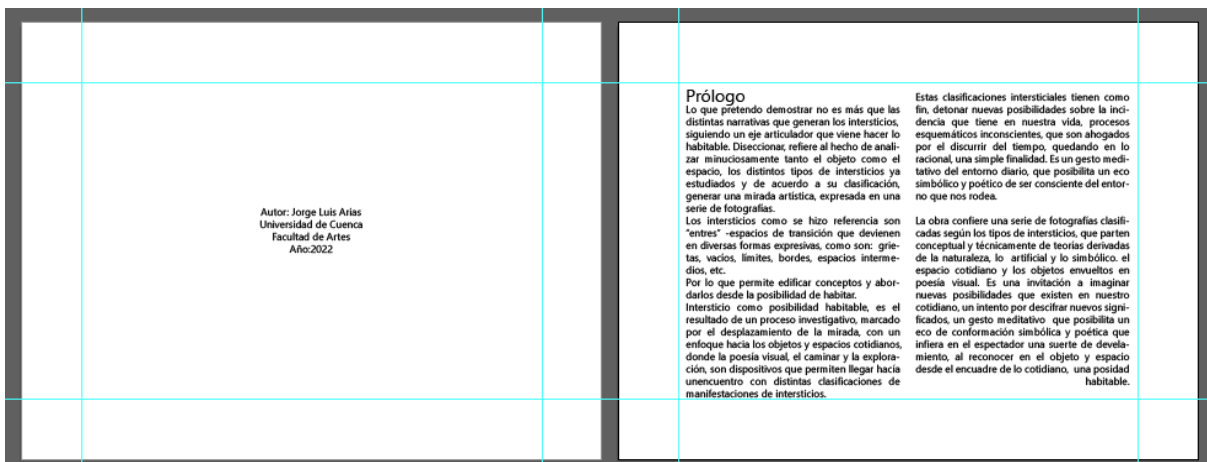 Autor: Jorge Luis Arias
Universidad de Cuenca
Facultad de Artes
Año:2022
Prólogo
Lo que pretendo demostrar no es más que las
distintas narrativas que generan los intersticios,
siguiendo un eje articulador que viene hacer lo
habitable. Diseccionar, refiere al hecho de anali-
zar minuciosamente tanto el objeto como el
espacio, los distintos tipos de intersticios ya
estudiados y de acuerdo a su clasificación,
generar una mirada artística, expresada en una
serie de fotografías.
Los intersticios como se hizo referencia son
"entres" -espacios de transición que devienen
en diversas formas expresivas, como son: grie-
tas, vacíos, límites, bordes, espacios interme-
dios, etc.
Por lo que permite edificar conceptos y abor-
darlos desde la posibilidad de habitar.
Intersticio como posibilidad habitable, es el
resultado de un proceso investigativo, marcado
por el desplazamiento de la mirada, con un
enfoque hacia los objetos y espacios cotidianos,
donde la poesía visual, el caminar y la explora-
ción, son dispositivos que permiten llegar hacia
unencuentro con distintas clasificaciones de
manifestaciones de intersticios.
Estas clasificaciones intersticiales tienen como
fin, detonar nuevas posibilidades sobre la inci-
dencia que tiene en nuestra vida, procesos
esquemáticos inconscientes, que son ahogados
por el discurrir del tiempo, quedando en lo
racional, una simple finalidad. Es un gesto medi-
tativo del entorno diario, que posibilita un eco
simbólico y poético de ser consciente del entor-
no que nos rodea.
La obra confiere una serie de fotografías clasifi-
cadas según los tipos de intersticios, que parten
conceptual y técnicamente de teorías derivadas
de la naturaleza, lo artificial y lo simbólico. el
espacio cotidiano y los objetos envueltos en
poesía visual. Es una invitación a imaginar
nuevas posibilidades que existen en nuestro
cotidiano, un intento por descifrar nuevos signi-
ficados, un gesto meditativo que posibilita un
eco de conformación simbólica y poética que
infiera en el espectador una suerte de develа-
miento, al reconocer en el objeto y espacio
desde el encuadre de lo cotidiano, una posidad
habitable.